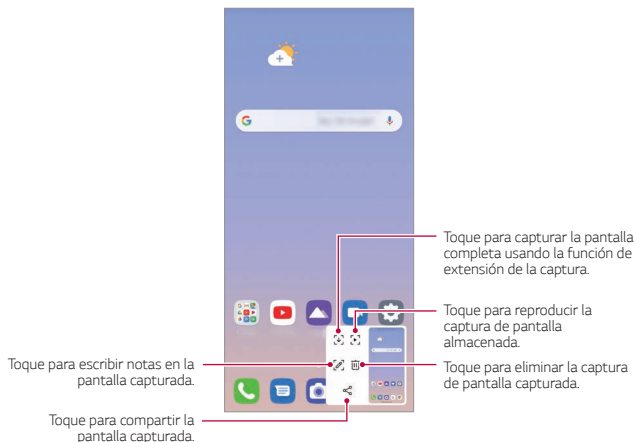 Toque para capturar la pantalla
completa usando la función de
extensión de la captura.
Toque para reproducir la
captura de pantalla
almacenada.
Toque para escribir notas en la
pantalla capturada.
Toque para eliminar la captura
de pantalla capturada.
Toque para compartir la
pantalla capturada.